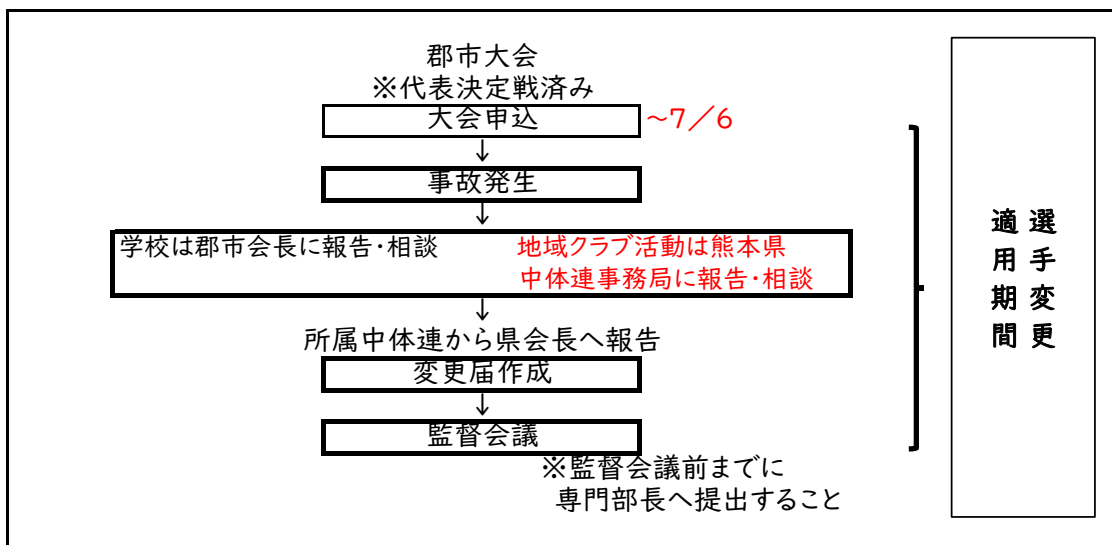 郡市大会
※代表決定戦済み
大会申込 ～7／6
↓
事故発生
↓
学校は郡市会長に報告・相談 地域クラブ活動は熊本県
中体連事務局に報告・相談
↓
所属中体連から県会長へ報告
変更届作成
↓
監督会議
※監督会議前までに
専門部長へ提出すること
選手変更
適用期間